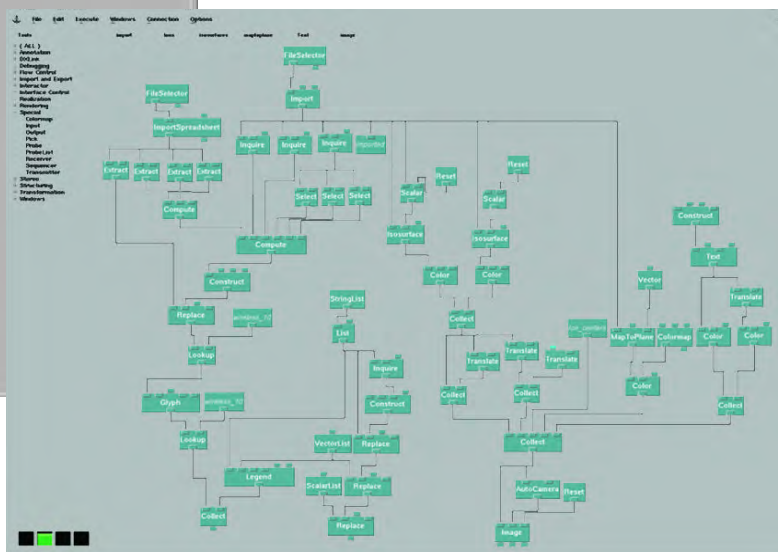 File Edit Execute Windows Connection Options
Tools
import isos isosurfaces maptoplane Text image
( ALL )
Annotation
DXLink
Debugging
Flow Control
Import and Export
Interactor
Interface Control
Realization
Rendering
Special
Colormap
Input
Output
Pick
Probe
ProbeList
Receiver
Sequencer
Transmitter
Stereo
Structuring
Transformation
Windows
FileSelector
Import
FileSelector
ImportSpreadsheet
Inquire Inquire Inquire
Extract Extract Extract Extract
Reset Reset
Scalar Scalar
Select Select Select
Compute
Construct
Compute
Isosurface Isosurface
Text
Color Color
Construct
Vector Translate
StringList
Replace
Collect
List
MapToPlane Colormap Color Color
Lookup
Translate Translate Translate
Inquire
Color
Collect Collect
Glyph
Construct
Collect
Lookup
VectorList Replace
Collect
Legend
ScalarList Replace
AutoCamera Reset
Collect
Replace
Image